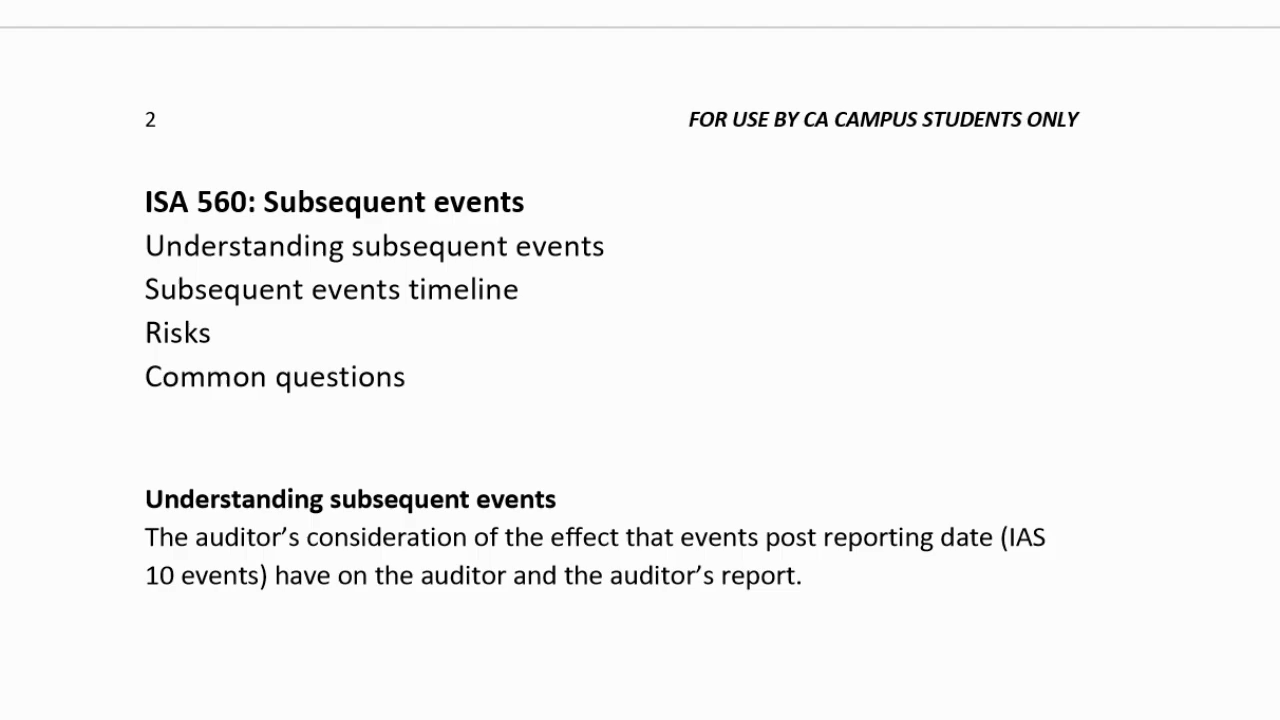 2
FOR USE BY CA CAMPUS STUDENTS ONLY
ISA 560: Subsequent events
Understanding subsequent events
Subsequent events timeline
Risks
Common questions
Understanding subsequent events
The auditor’s consideration of the effect that events post reporting date (IAS
10 events) have on the auditor and the auditor’s report.